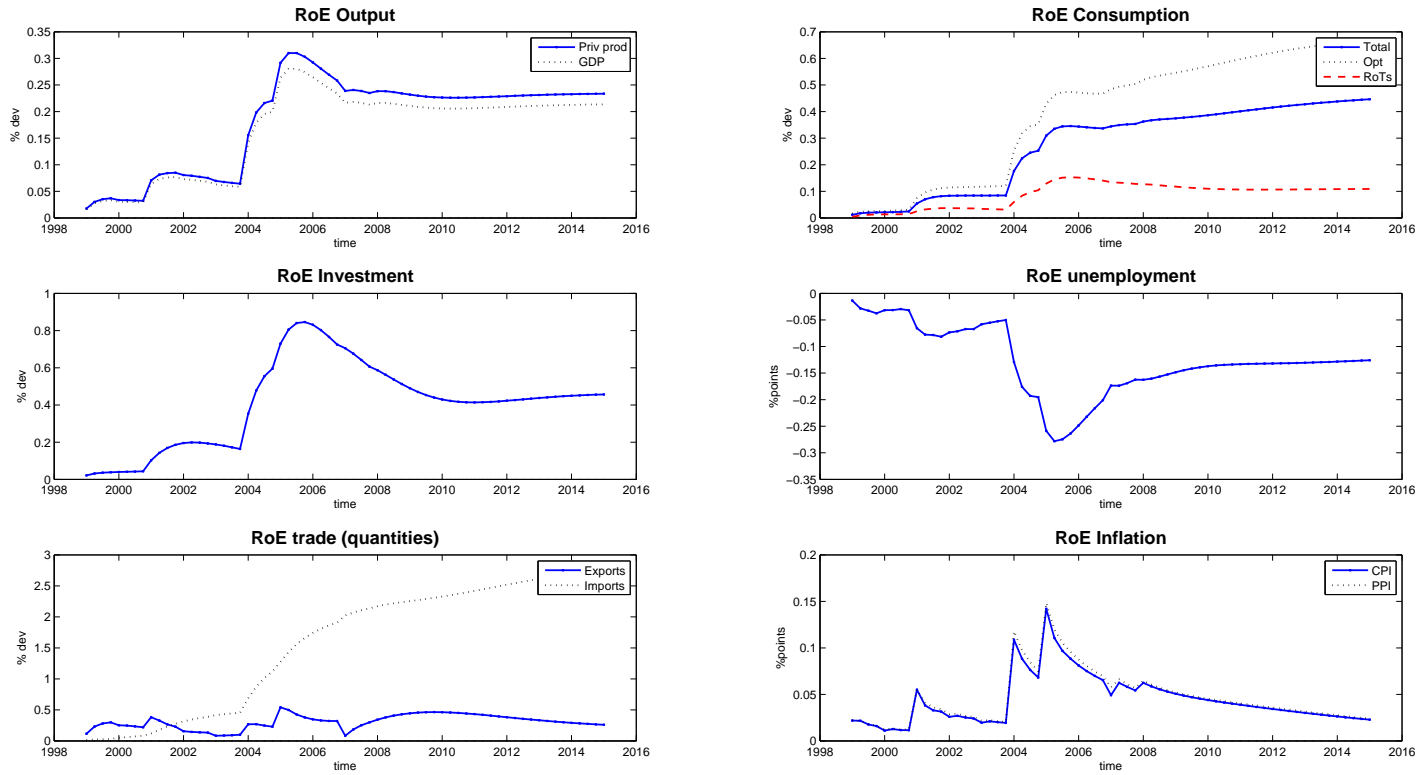 RoE Output
0.35
0.3
0.25
0.2
0.15
0.1
0.05
0
% dev
Priv prod
GDP
1998 2000 2002 2004 2006 2008 2010 2012 2014 2016
time
RoE Consumption
0.7
0.6
0.5
0.4
0.3
0.2
0.1
0
% dev
Total
Opt
RoTs
1998 2000 2002 2004 2006 2008 2010 2012 2014 2016
time
RoE Investment
1
0.8
0.6
0.4
0.2
0
% dev
1998 2000 2002 2004 2006 2008 2010 2012 2014 2016
time
RoE unemployment
0
−0.05
−0.1
−0.15
−0.2
−0.25
−0.3
−0.35
%points
1998 2000 2002 2004 2006 2008 2010 2012 2014 2016
time
RoE trade (quantities)
3
2.5
2
1.5
1
0.5
0
% dev
Exports
Imports
1998 2000 2002 2004 2006 2008 2010 2012 2014 2016
time
RoE Inflation
0.2
0.15
0.1
0.05
0
%points
CPI
PPI
1998 2000 2002 2004 2006 2008 2010 2012 2014 2016
time